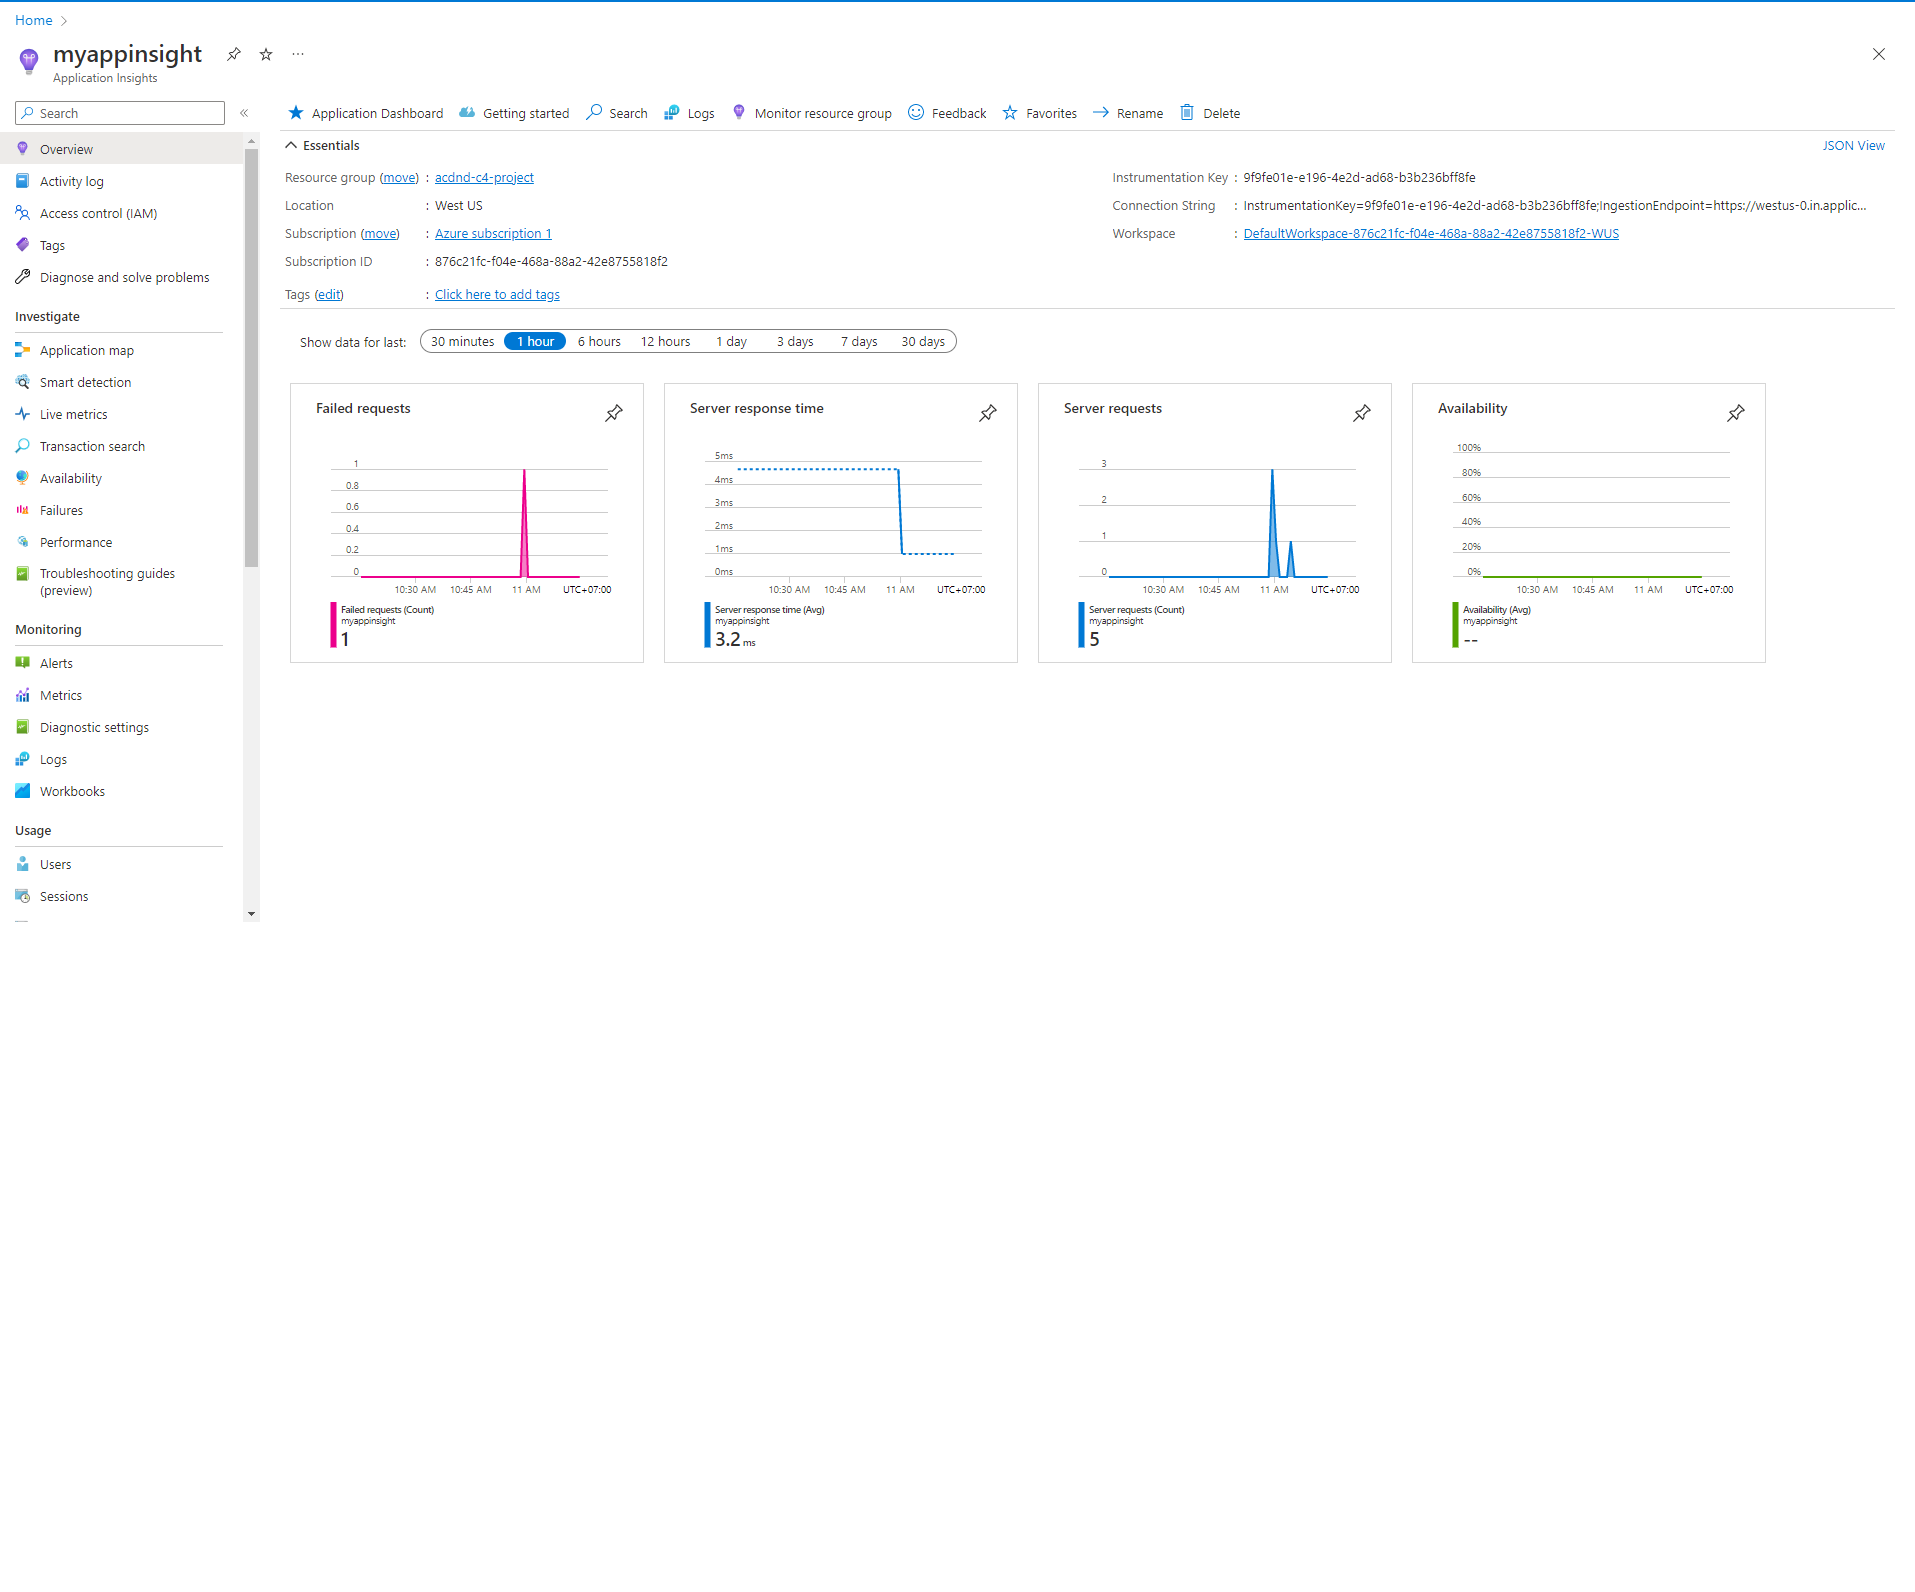 Home
myappinsight
Application Insights
Search
Application Dashboard Getting started Search Logs Monitor resource group Feedback Favorites Rename Delete
Overview
Activity log
Access control (IAM)
Tags
Diagnose and solve problems
Investigate
Application map
Smart detection
Live metrics
Transaction search
Availability
Failures
Performance
Troubleshooting guides
(preview)
Monitoring
Alerts
Metrics
Diagnostic settings
Logs
Workbooks
Usage
Users
Sessions
Essentials
JSON View
Resource group (move) : acdnd-c4-project
Location : West US
Subscription (move) : Azure subscription 1
Subscription ID : 876c21fc-f04e-468a-88a2-42e8755818f2
Tags (edit) : Click here to add tags
Instrumentation Key : 9f9fe01e-e196-4e2d-ad68-b3b236bff8fe
Connection String : InstrumentationKey=9f9fe01e-e196-4e2d-ad68-b3b236bff8fe;IngestionEndpoint=https://westus-0.in.applic...
Workspace : DefaultWorkspace-876c21fc-f04e-468a-88a2-42e8755818f2-WUS
Show data for last: 30 minutes 1 hour 6 hours 12 hours 1 day 3 days 7 days 30 days
Failed requests
1
0.8
0.6
0.4
0.2
0
10:30 AM 10:45 AM 11 AM UTC+07:00
Failed requests (Count)
myappinsight
1
Server response time
5ms
4ms
3ms
2ms
1ms
0ms
10:30 AM 10:45 AM 11 AM UTC+07:00
Server response time (Avg)
myappinsight
3.2 ms
Server requests
3
2
1
0
10:30 AM 10:45 AM 11 AM UTC+07:00
Server requests (Count)
myappinsight
5
Availability
100%
80%
60%
40%
20%
0%
10:30 AM 10:45 AM 11 AM UTC+07:00
Availability (Avg)
myappinsight
--